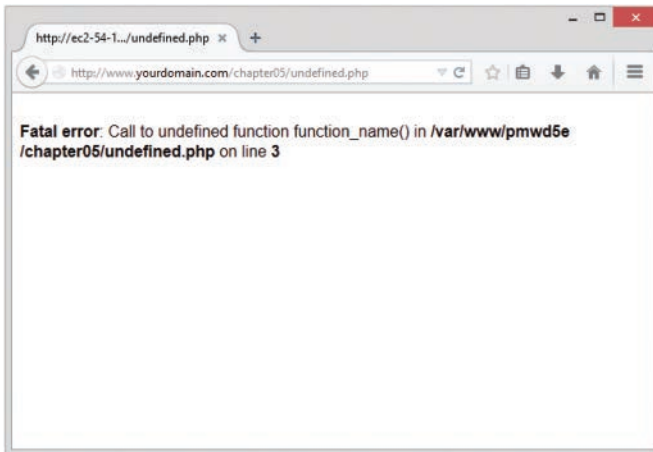 http://ec2-54-1.../undefined.php
http://www.yourdomain.com/chapter05/undefined.php
Fatal error: Call to undefined function function_name() in /var/www/pmwd5e
/chapter05/undefined.php on line 3